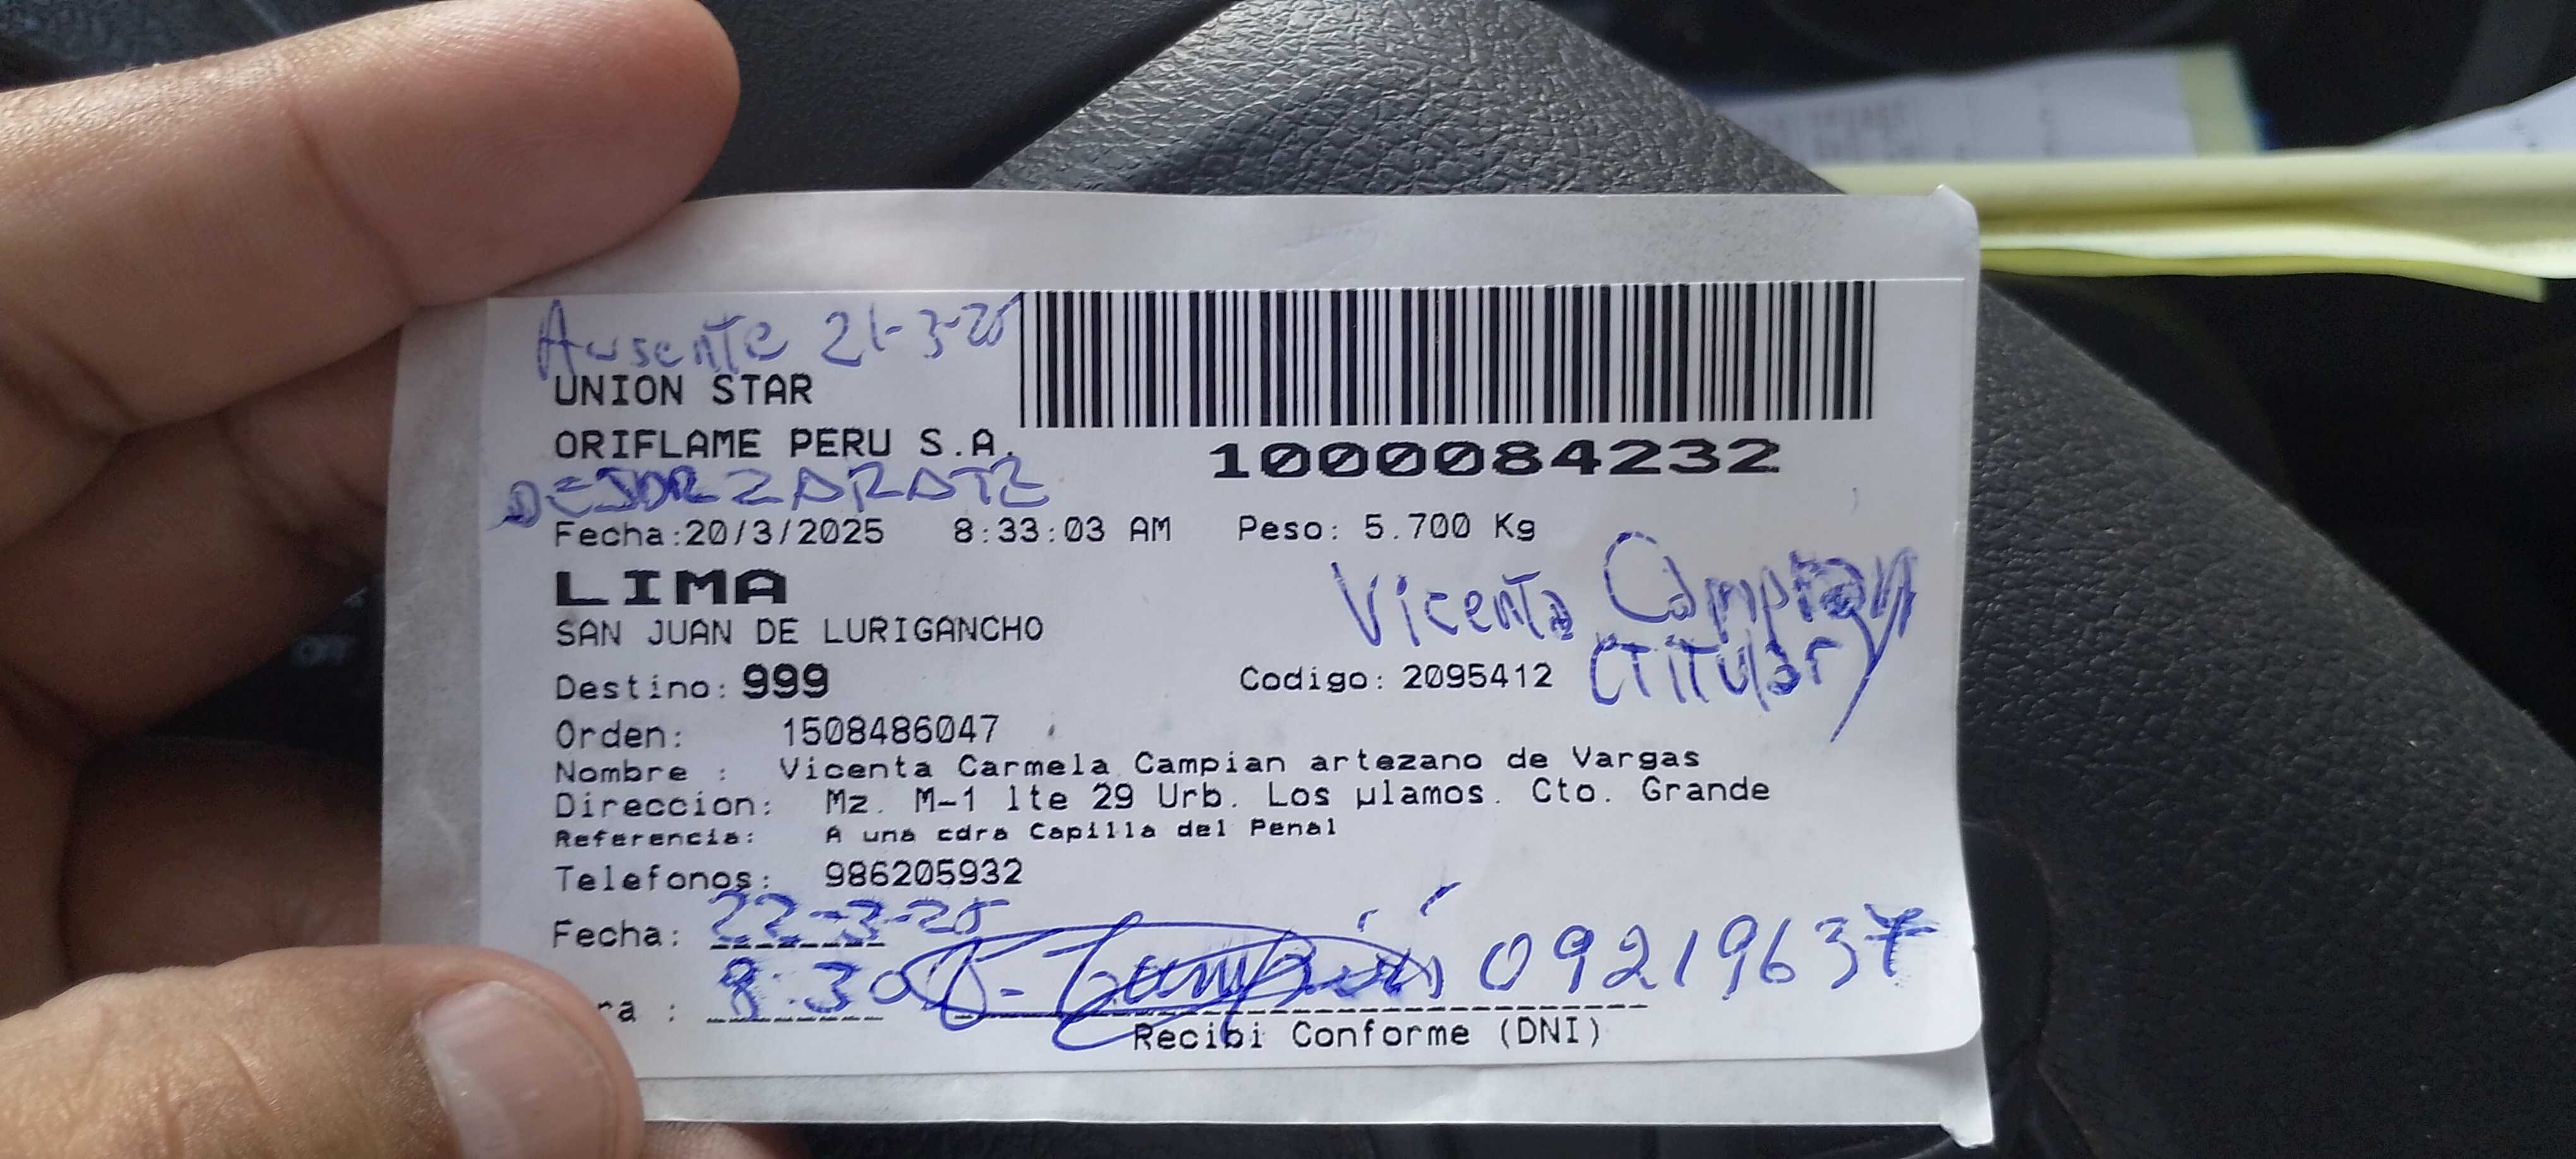 Ausente 21-3-25
UNION STAR
ORIFLAME PERU S.A.
1000084232
Fecha:20/3/2025 8:33:03 AM Peso: 5.700 Kg
LIMA
Vicenta Campian
SAN JUAN DE LURIGANCHO
(Titular)
Destino: 999 Codigo: 2095412
Orden: 1508486047
Nombre : Vicenta Carmela Campian artezano de Vargas
Direccion: Mz. M-1 lte 29 Urb. Los µlamos. Cto. Grande
Referencia: A una cdra Capilla del Penal
Telefonos: 986205932
Fecha: 22-3-25
ra : 8:30 09219637
Recibi Conforme (DNI)